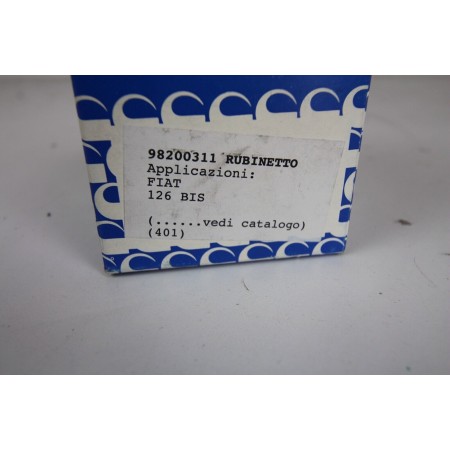 98200311 RUBINETTO
Applicazioni:
FIAT
126 BIS
(......vedi catalogo)
(401)